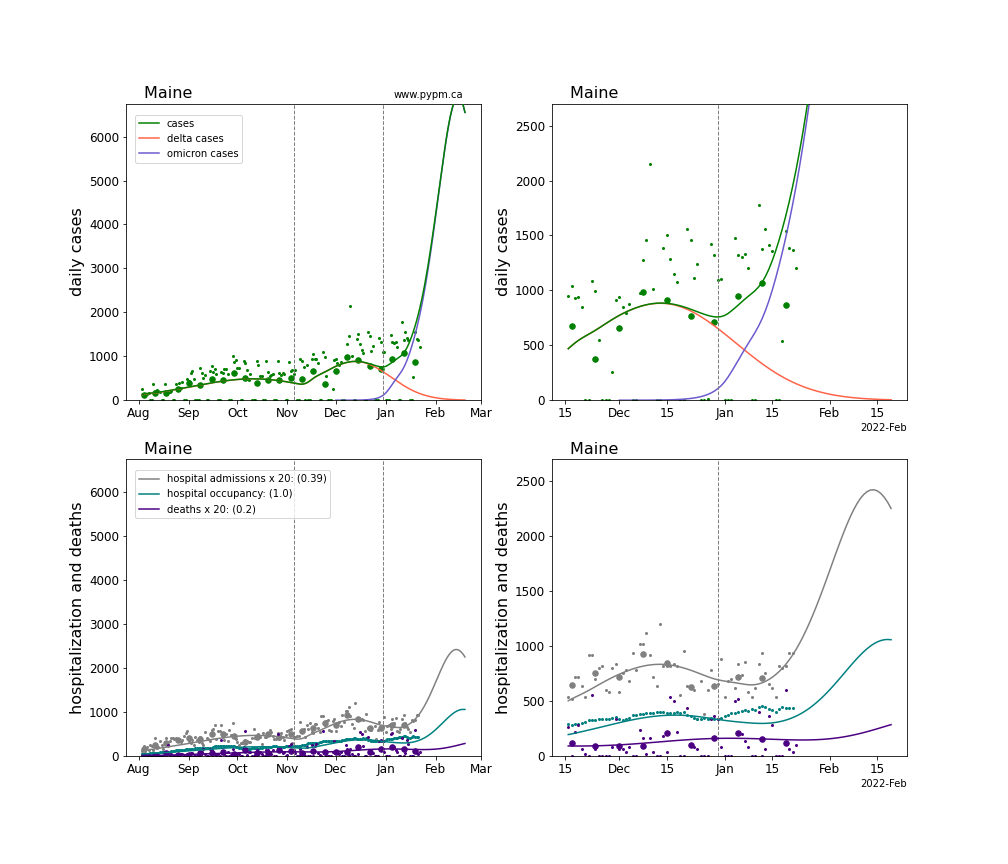 Maine
www.pypm.ca
6000
5000
4000
3000
2000
1000
0
daily cases
cases
delta cases
omicron cases
Aug Sep Oct Nov Dec Jan Feb Mar
Maine
2500
2000
1500
1000
500
0
daily cases
15 Dec 15 Jan 15 Feb 15
2022-Feb
Maine
6000
5000
4000
3000
2000
1000
0
hospitalization and deaths
hospital admissions x 20: (0.39)
hospital occupancy: (1.0)
deaths x 20: (0.2)
Aug Sep Oct Nov Dec Jan Feb Mar
Maine
2500
2000
1500
1000
500
0
hospitalization and deaths
15 Dec 15 Jan 15 Feb 15
2022-Feb